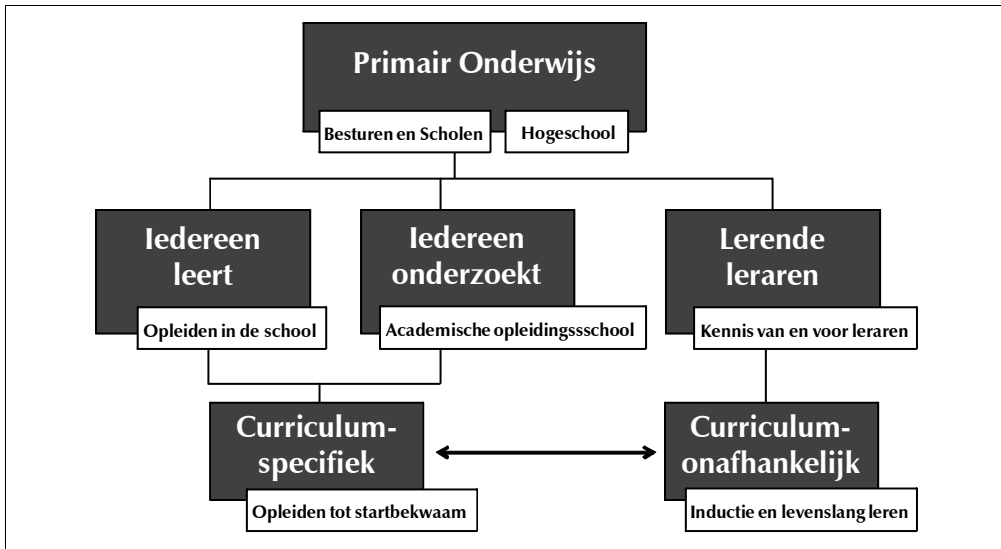 Primair Onderwijs
Besturen en Scholen
Hogeschool
Iedereen
leert
Opleiden in de school
Iedereen
onderzoekt
Academische opleidingssschool
Lerende
leraren
Kennis van en voor leraren
Curriculum-
specifiek
Opleiden tot startbekwaam
Curriculum-
onafhankelijk
Inductie en levenslang leren